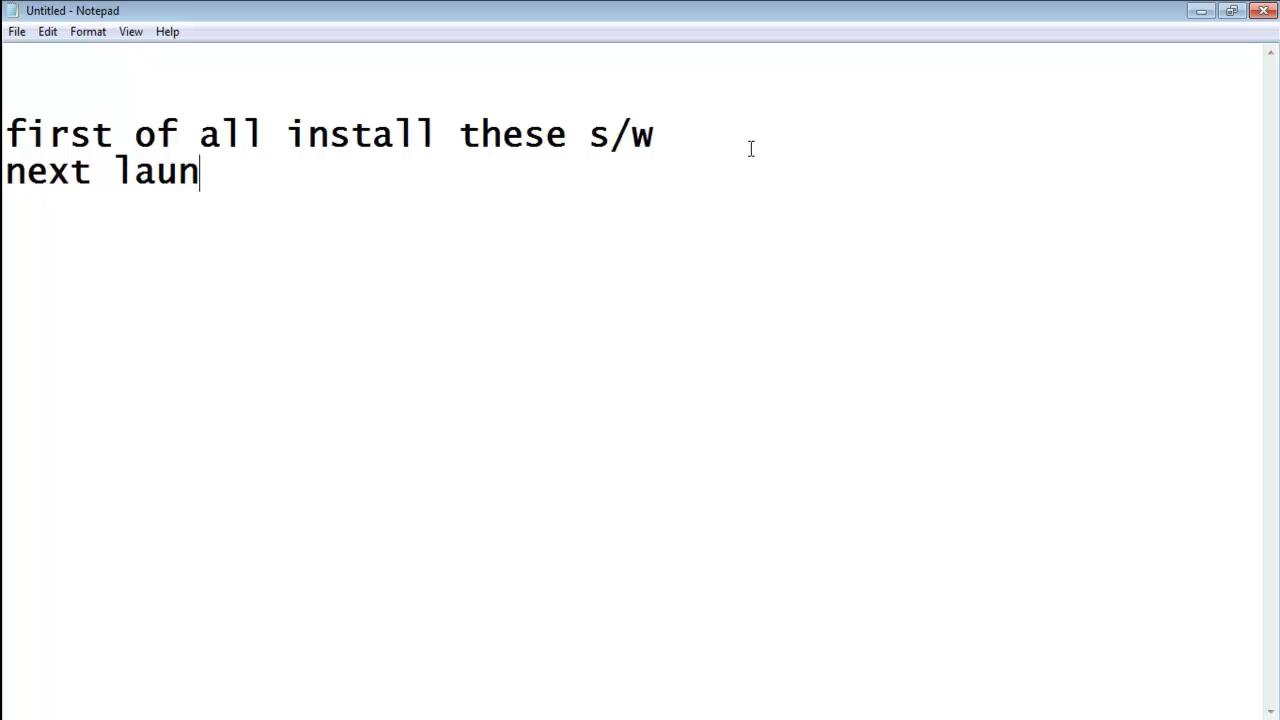 Untitled - Notepad
File Edit Format View Help
first of all install these s/w
next laun